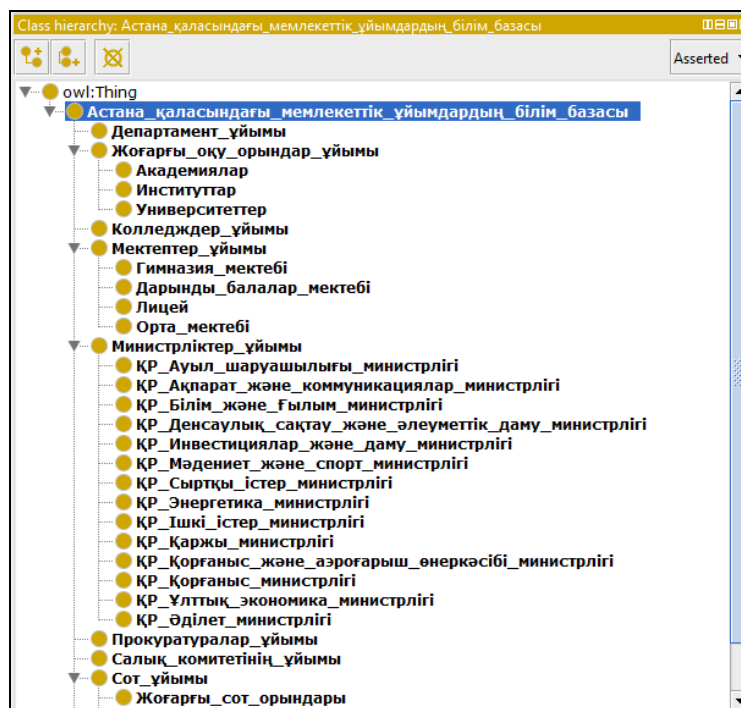 Class hierarchy: Астана_қаласындағы_мемлекеттік_ұйымдардың_білім_базасы
Asserted
owl:Thing
Астана_қаласындағы_мемлекеттік_ұйымдардың_білім_базасы
Департамент_ұйымы
Жоғарғы_оқу_орындар_ұйымы
Академиялар
Институттар
Университеттер
Колледждер_ұйымы
Мектептер_ұйымы
Гимназия_мектебі
Дарынды_балалар_мектебі
Лицей
Орта_мектебі
Министрліктер_ұйымы
ҚР_Ауыл_шаруашылығы_министрлігі
ҚР_Ақпарат_және_коммуникациялар_министрлігі
ҚР_Білім_және_Ғылым_министрлігі
ҚР_Денсаулық_сақтау_және_әлеуметтік_даму_министрлігі
ҚР_Инвестициялар_және_даму_министрлігі
ҚР_Мәдениет_және_спорт_министрлігі
ҚР_Сыртқы_істер_министрлігі
ҚР_Энергетика_министрлігі
ҚР_Ішкі_істер_министрлігі
ҚР_Қаржы_министрлігі
ҚР_Қорғаныс_және_аэроғарыш_өнеркәсібі_министрлігі
ҚР_Қорғаныс_министрлігі
ҚР_Ұлттық_экономика_министрлігі
ҚР_Әділет_министрлігі
Прокуратуралар_ұйымы
Салық_комитетінің_ұйымы
Сот_ұйымы
Жоғарғы_сот_орындары